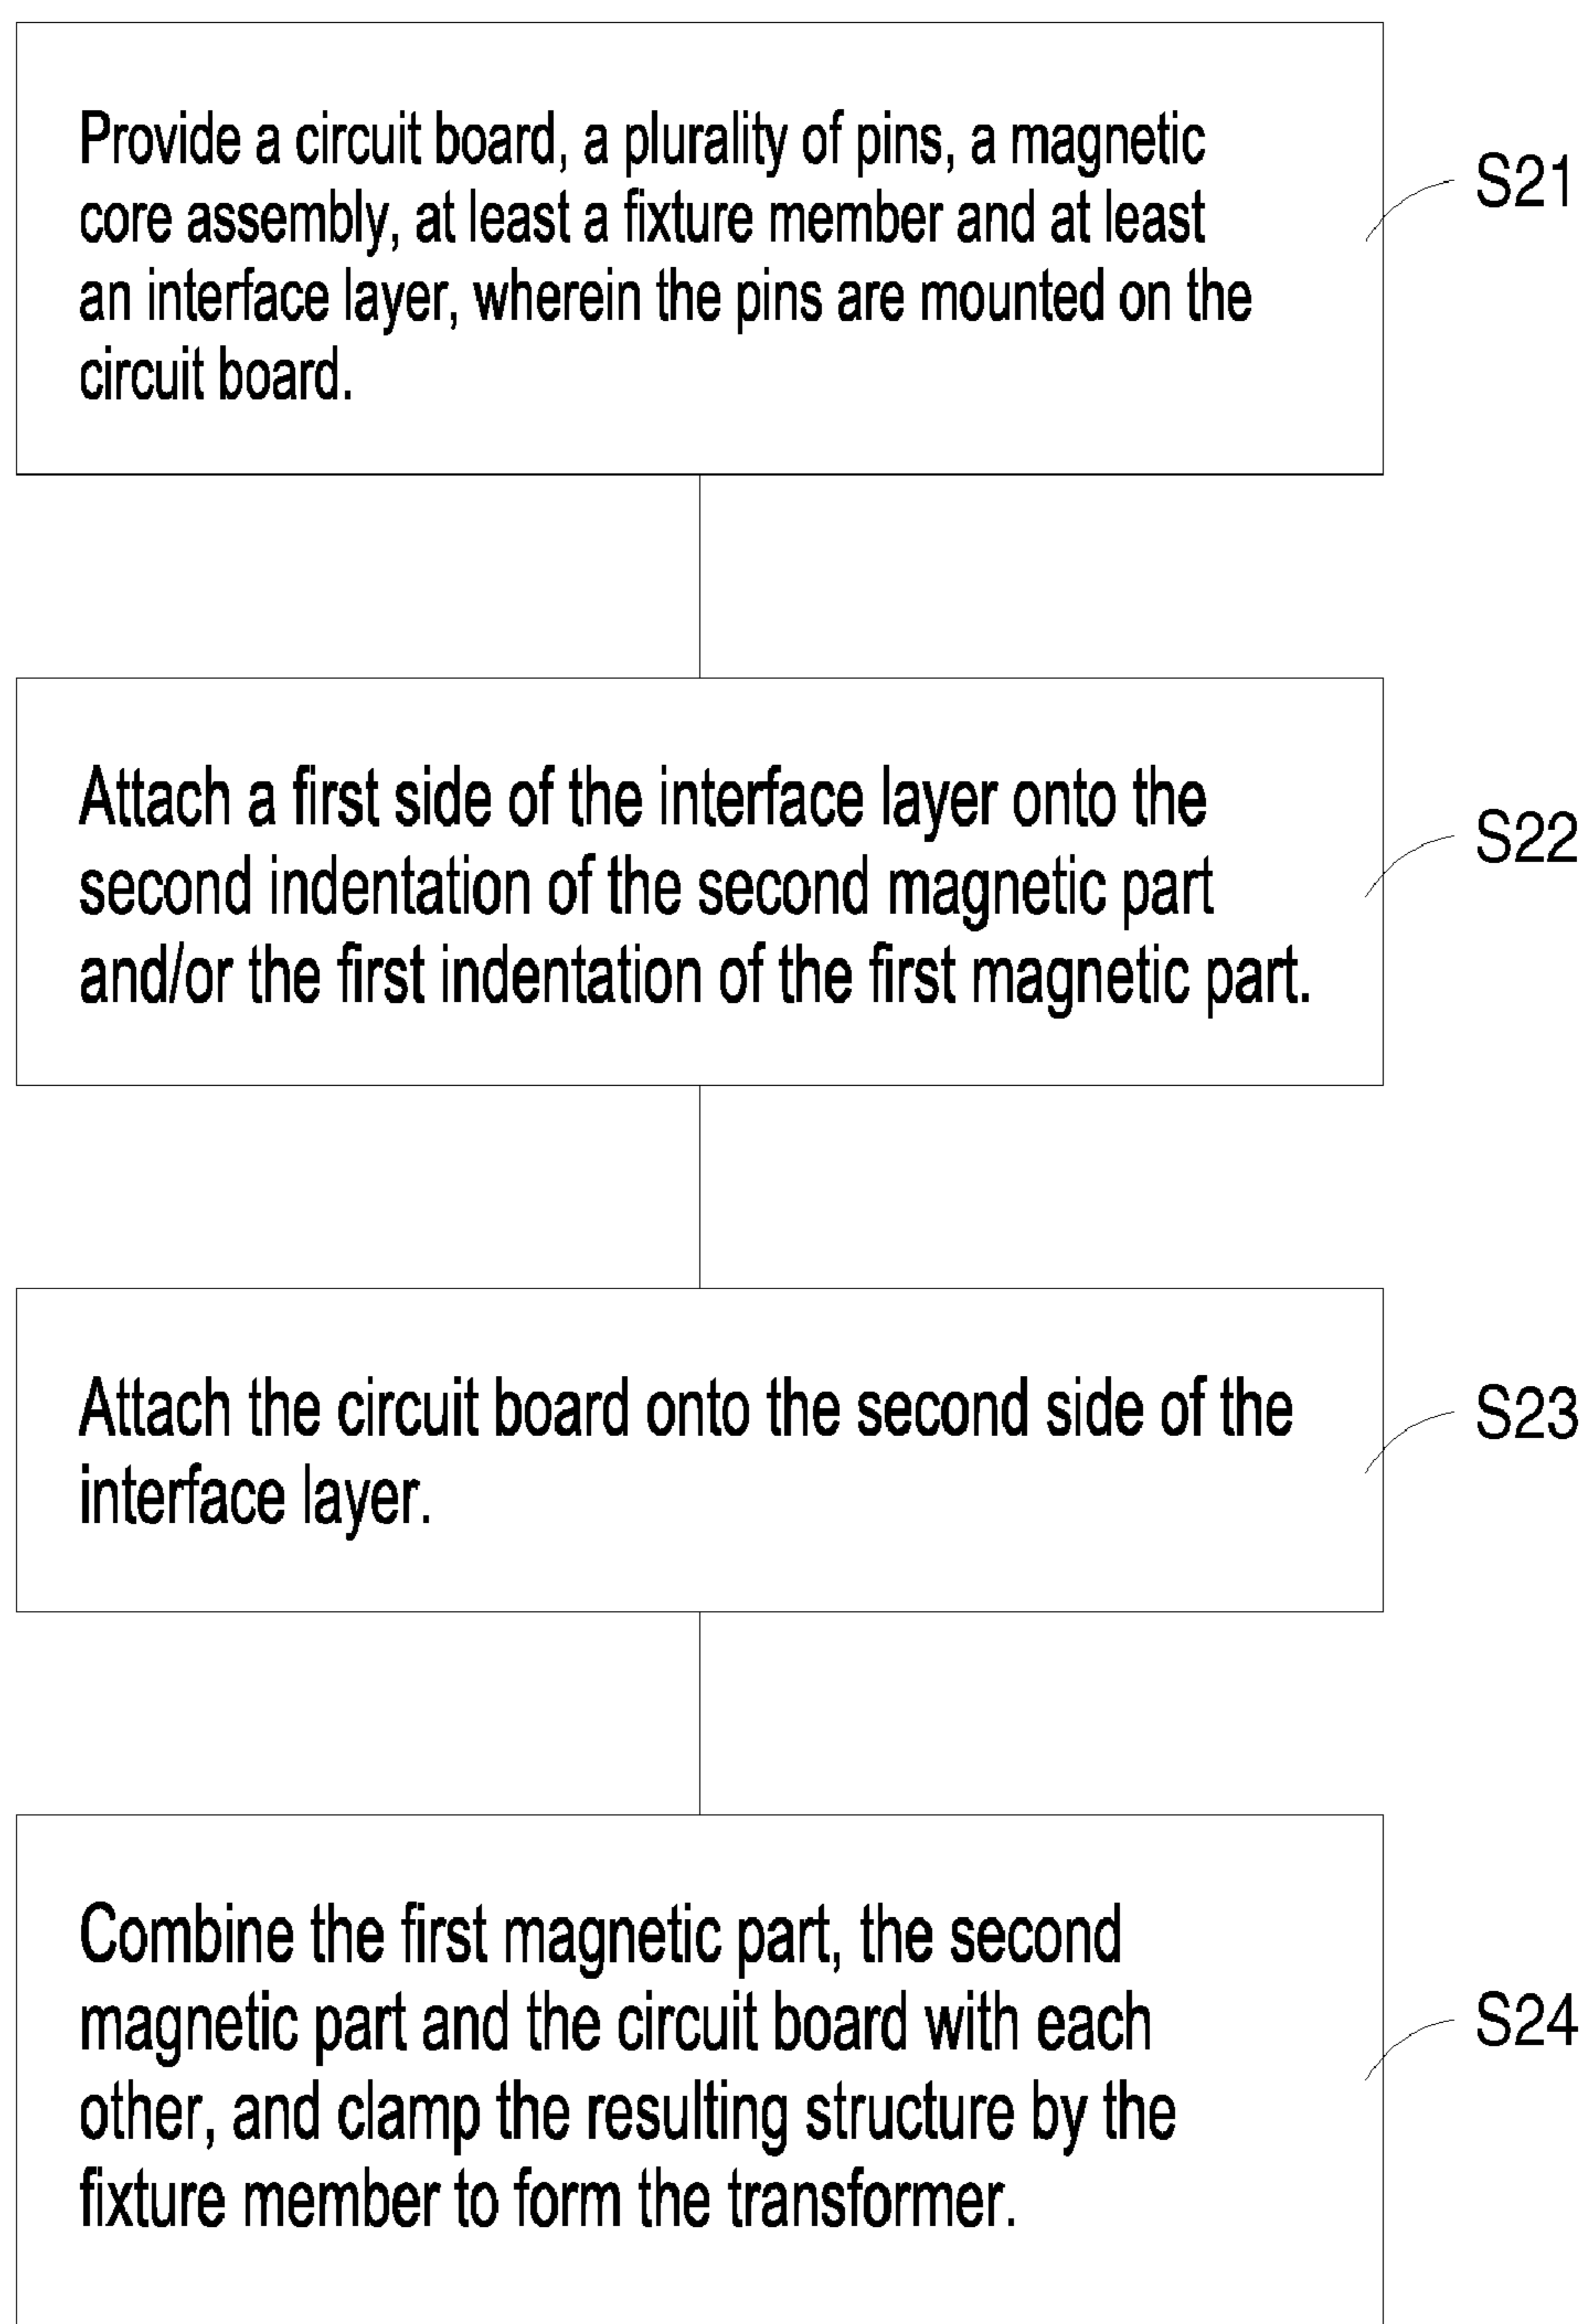 Provide a circuit board, a plurality of pins, a magnetic
core assembly, at least a fixture member and at least
an interface layer, wherein the pins are mounted on the
circuit board.
S21
Attach a first side of the interface layer onto the
second indentation of the second magnetic part
and/or the first indentation of the first magnetic part.
S22
Attach the circuit board onto the second side of the
interface layer.
S23
Combine the first magnetic part, the second
magnetic part and the circuit board with each
other, and clamp the resulting structure by the
fixture member to form the transformer.
S24